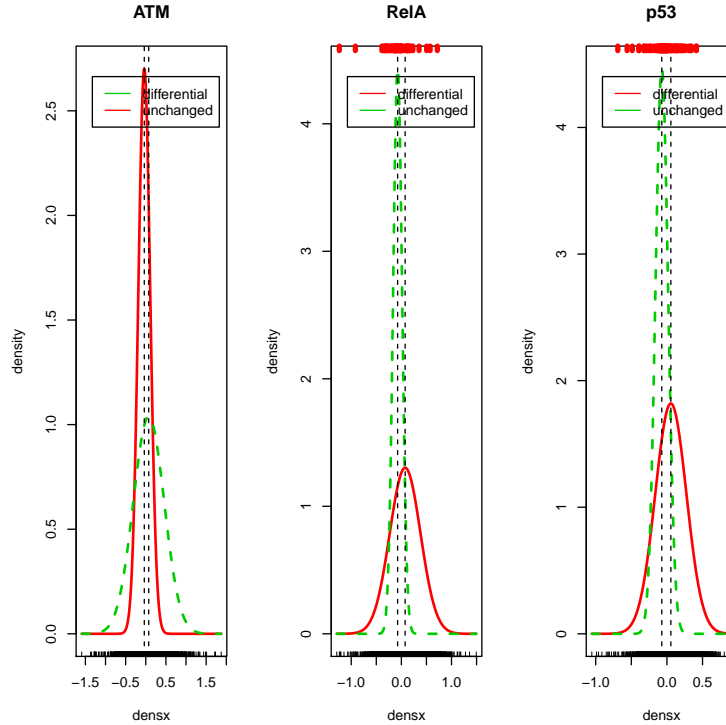 ATM
differential
unchanged
density
0.0
0.5
1.0
1.5
2.0
2.5
−1.5
−0.5
0.5
1.5
densx
RelA
differential
unchanged
density
0
1
2
3
4
−1.0
0.0
1.0
densx
p53
differential
unchanged
density
0
1
2
3
4
−1.0
0.0
0.5
densx